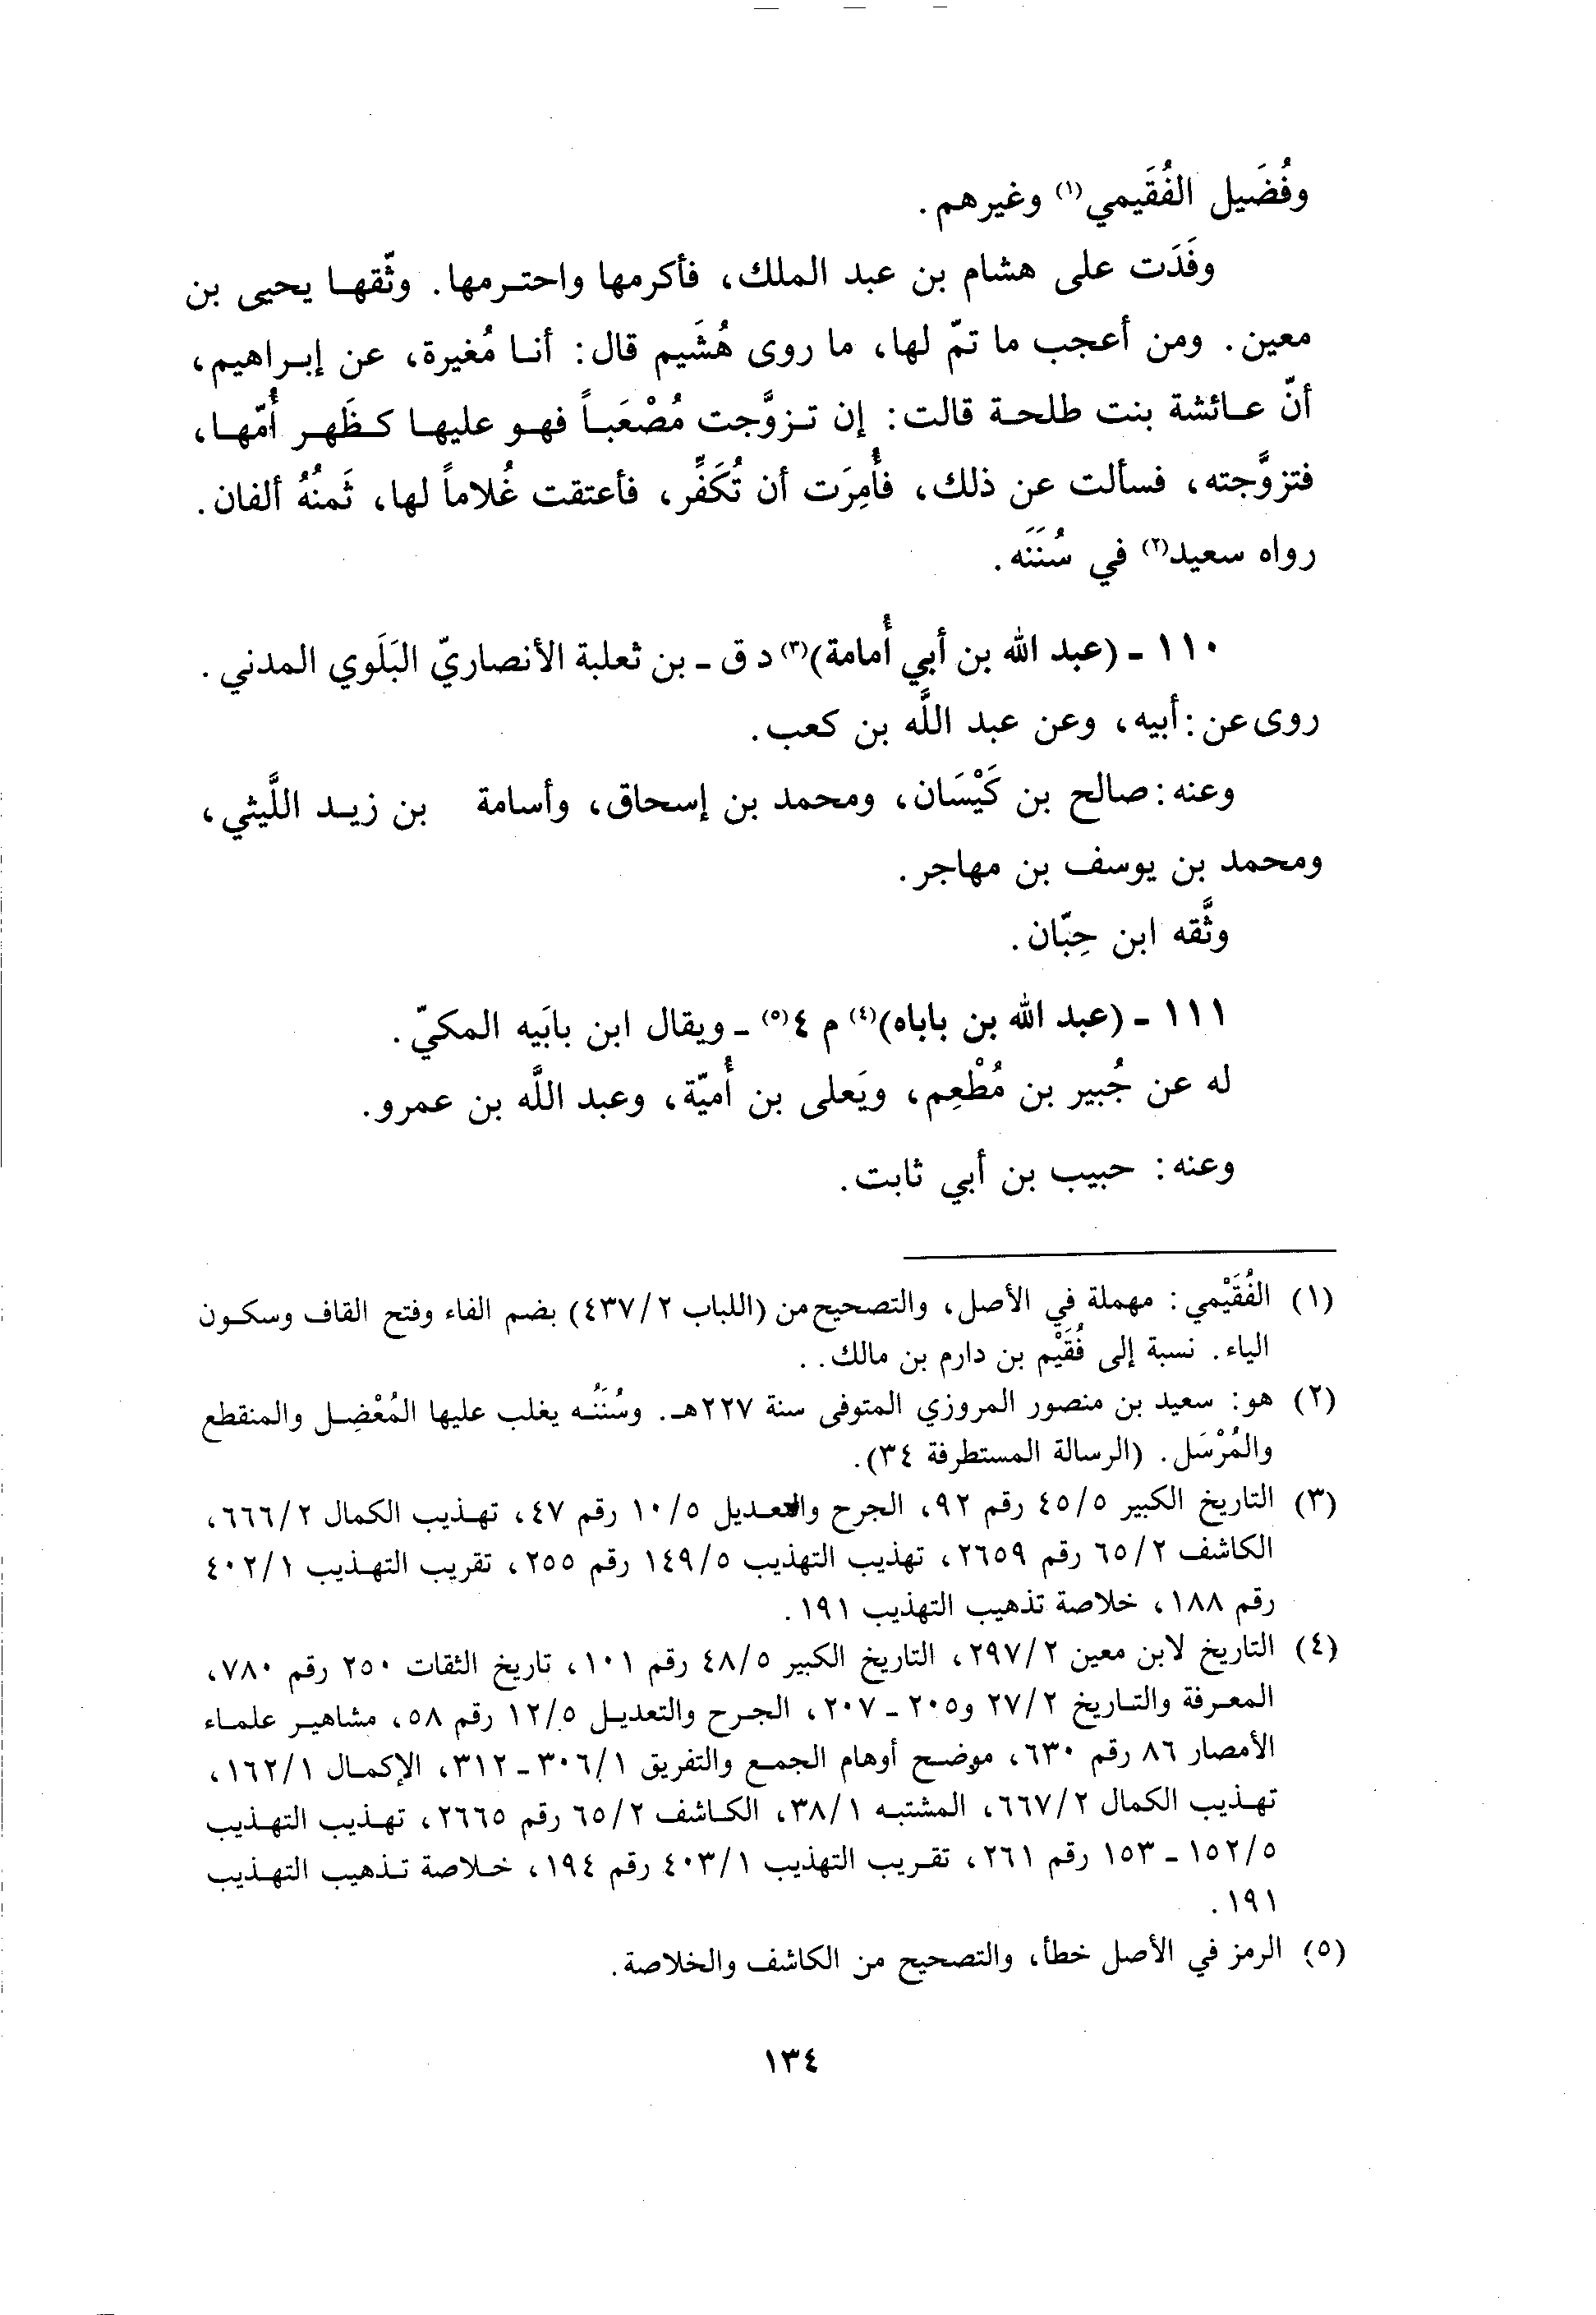 وفُضَيل الفُقَيمي(١) وغيرهم.
وفَدَت على هشام بن عبد الملك، فأكرمها واحترمها. وثّقها يحيى بن
معين. ومن أعجب ما تمّ لها، ما روى هُشَيم قال: أنا مُغيرة، عن إبراهيم،
أنّ عائشة بنت طلحة قالت: إن تزوَّجت مُصْعَباً فهو عليها كظَهر أُمّها،
فتزوَّجته، فسألت عن ذلك، فأُمِرَت أن تُكَفِّر، فأعتقت غُلاماً لها، ثَمنُهُ ألفان.
رواه سعيد(٢) في سُنَنَه.
١١٠ - (عبد الله بن أبي أُمامة)(٣) د ق - بن ثعلبة الأنصاريّ البَلَوي المدني.
روى عن: أبيه، وعن عبد اللَّه بن كعب.
وعنه: صالح بن كَيْسَان، ومحمد بن إسحاق، وأسامة بن زيد اللَّيثي،
ومحمد بن يوسف بن مهاجر.
وثَّقه ابن حِبّان.
١١١ - (عبد الله بن باباه)(٤) م ٤(٥) - ويقال ابن بابَيه المكيّ.
له عن جُبير بن مُطْعِم، ويَعلى بن أُميّة، وعبد اللَّه بن عمرو.
وعنه: حبيب بن أبي ثابت.
(١) الفُقَيْمي: مهملة في الأصل، والتصحيح من (اللباب ٤٣٧/٢) بضم الفاء وفتح القاف وسكون
الياء. نسبة إلى فُقَيْم بن دارم بن مالك. .
(٢) هو: سعيد بن منصور المروزي المتوفى سنة ٢٢٧هـ. وسُنَنُه يغلب عليها المُعْضِل والمنقطع
والمُرْسَل. (الرسالة المستطرفة ٣٤).
(٣) التاريخ الكبير ٤٥/٥ رقم ٩٢، الجرح والتعديل ١٠/٥ رقم ٤٧، تهذيب الكمال ٦٦٦/٢،
الكاشف ٦٥/٢ رقم ٢٦٥٩، تهذيب التهذيب ١٤٩/٥ رقم ٢٥٥، تقريب التهذيب ٤٠٢/١
رقم ١٨٨، خلاصة تذهيب التهذيب ١٩١.
(٤) التاريخ لابن معين ٢٩٧/٢، التاريخ الكبير ٤٨/٥ رقم ١٠١، تاريخ الثقات ٢٥٠ رقم ٧٨٠،
المعرفة والتاريخ ٢٧/٢ و٢٠٥ - ٢٠٧، الجرح والتعديل ١٢/٥ رقم ٥٨، مشاهير علماء
الأمصار ٨٦ رقم ٦٣٠، موضح أوهام الجمع والتفريق ٣٠٦/١ - ٣١٢، الإكمال ١٦٢/١،
تهذيب الكمال ٦٦٧/٢، المشتبه ٣٨/١، الكاشف ٦٥/٢ رقم ٢٦٦٥، تهذيب التهذيب
١٥٢/٥ - ١٥٣ رقم ٢٦١، تقريب التهذيب ٤٠٣/١ رقم ١٩٤، خلاصة تذهيب التهذيب
١٩١.
(٥) الرمز في الأصل خطأ، والتصحيح من الكاشف والخلاصة.
١٣٤